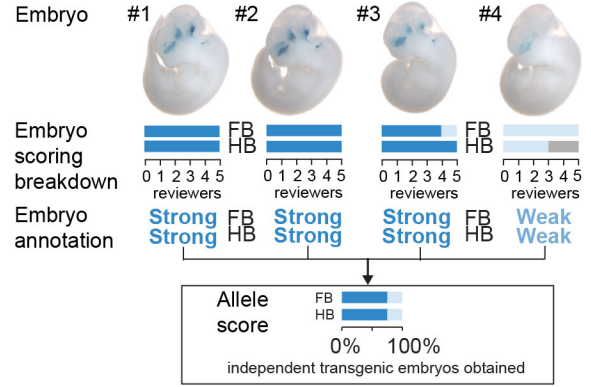 Embryo #1 #2 #3 #4
Embryo scoring breakdown
FB FB
HB HB
0 1 2 3 4 5 0 1 2 3 4 5 0 1 2 3 4 5 0 1 2 3 4 5
reviewers reviewers reviewers reviewers
Embryo annotation
Strong FB Strong Strong FB Weak
Strong HB Strong Strong HB Weak
Allele score
FB
HB
0% 100%
independent transgenic embryos obtained